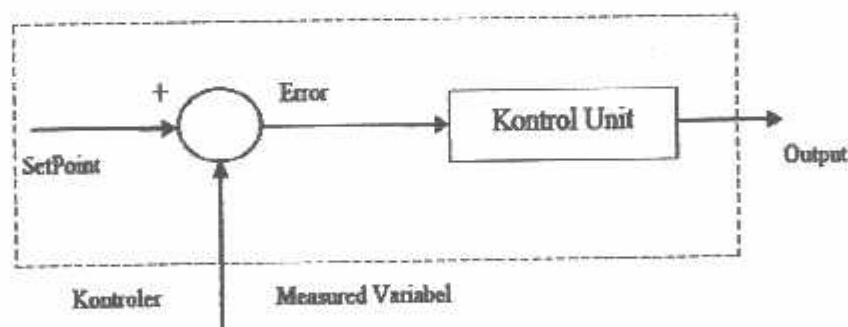 +
Error
Kontrol Unit
SetPoint
Output
Kontroler
Measured Variabel